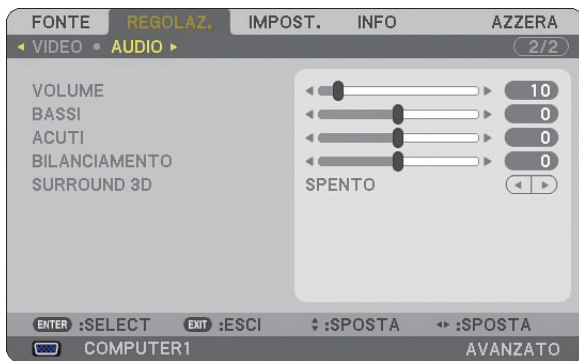 FONTE REGOLAZ. IMPOST. INFO AZZERA
VIDEO • AUDIO 2/2
VOLUME 10
BASSI 0
ACUTI 0
BILANCIAMENTO 0
SURROUND 3D SPENTO
ENTER :SELECT EXIT :ESCI :SPOSTA :SPOSTA
COMPUTER1 AVANZATO